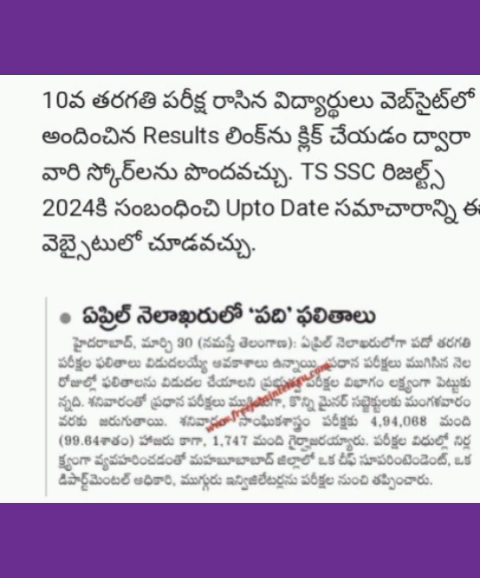 10వ తరగతి పరీక్ష రాసిన విద్యార్థులు వెబ్‌సైట్‌లో
అందించిన Results లింక్‌ను క్లిక్ చేయడం ద్వారా
వారి స్కోర్‌లను పొందవచ్చు. TS SSC రిజల్ట్స్
2024కి సంబంధించి Upto Date సమాచారాన్ని ఈ
వెబ్సైటులో చూడవచ్చు.
● ఏప్రిల్ నెలాఖరులో 'పది' ఫలితాలు
హైదరాబాద్, మార్చి 30 (నమస్తే తెలంగాణ): ఏప్రిల్ నెలాఖరులోగా పదో తరగతి
పరీక్షల ఫలితాలు విడుదలయ్యే అవకాశాలు ఉన్నాయి. ప్రధాన పరీక్షలు ముగిసిన నెల
రోజుల్లో ఫలితాలను విడుదల చేయాలని ప్రభుత్వ పరీక్షల విభాగం లక్ష్యంగా పెట్టుకు
న్నది. శనివారంతో ప్రధాన పరీక్షలు ముగియగా, కొన్ని మైనర్ సబ్జెక్టులకు మంగళవారం
వరకు జరుగుతాయి. శనివారం సాంఘికశాస్త్రం పరీక్షకు 4,94,068 మంది
(99.64శాతం) హాజరు కాగా, 1,747 మంది గైర్హాజరయ్యారు. పరీక్షల విధుల్లో నిర్ల
క్ష్యంగా వ్యవహరించడంతో మహబూబాబాద్ జిల్లాలో ఒక చీఫ్ సూపరింటెండెంట్, ఒక
డిపార్ట్‌మెంటల్ అధికారి, ముగ్గురు ఇన్విజిలేటర్లను పరీక్షల నుంచి తప్పించారు.